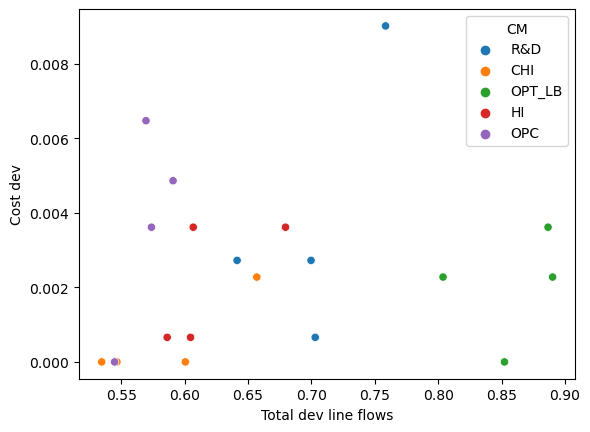 CM
R&D
CHI
OPT_LB
HI
OPC
Cost dev
0.008
0.006
0.004
0.002
0.000
0.55 0.60 0.65 0.70 0.75 0.80 0.85 0.90
Total dev line flows